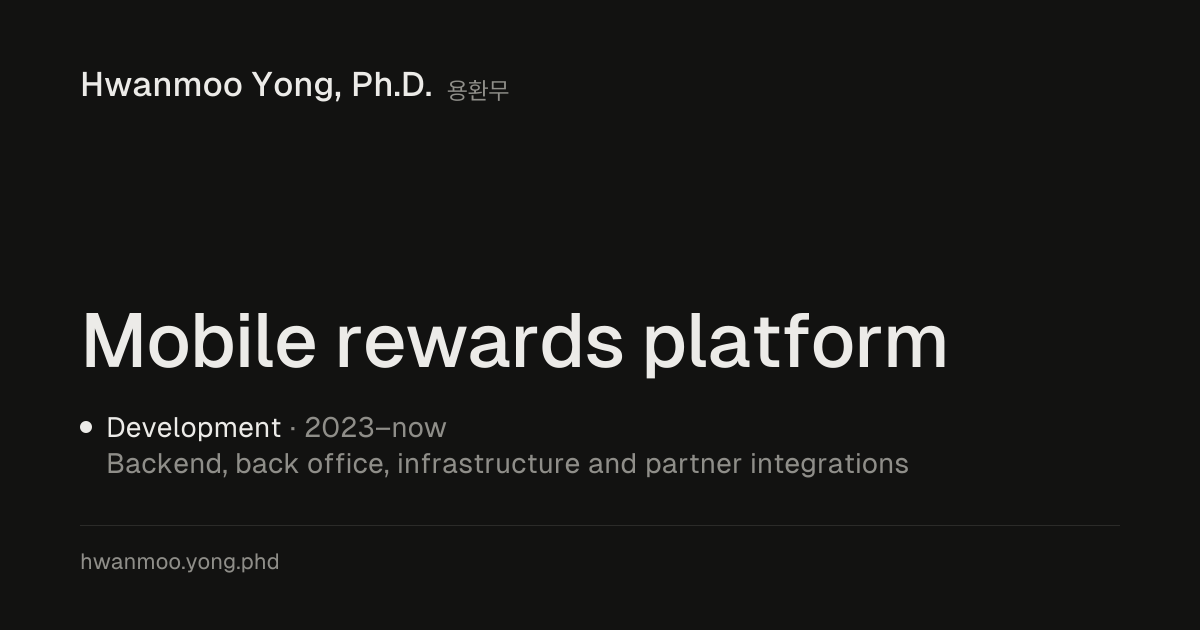 Hwanmoo Yong, Ph.D. 용환무
Mobile rewards platform
Development · 2023–now
Backend, back office, infrastructure and partner integrations
hwanmoo.yong.phd